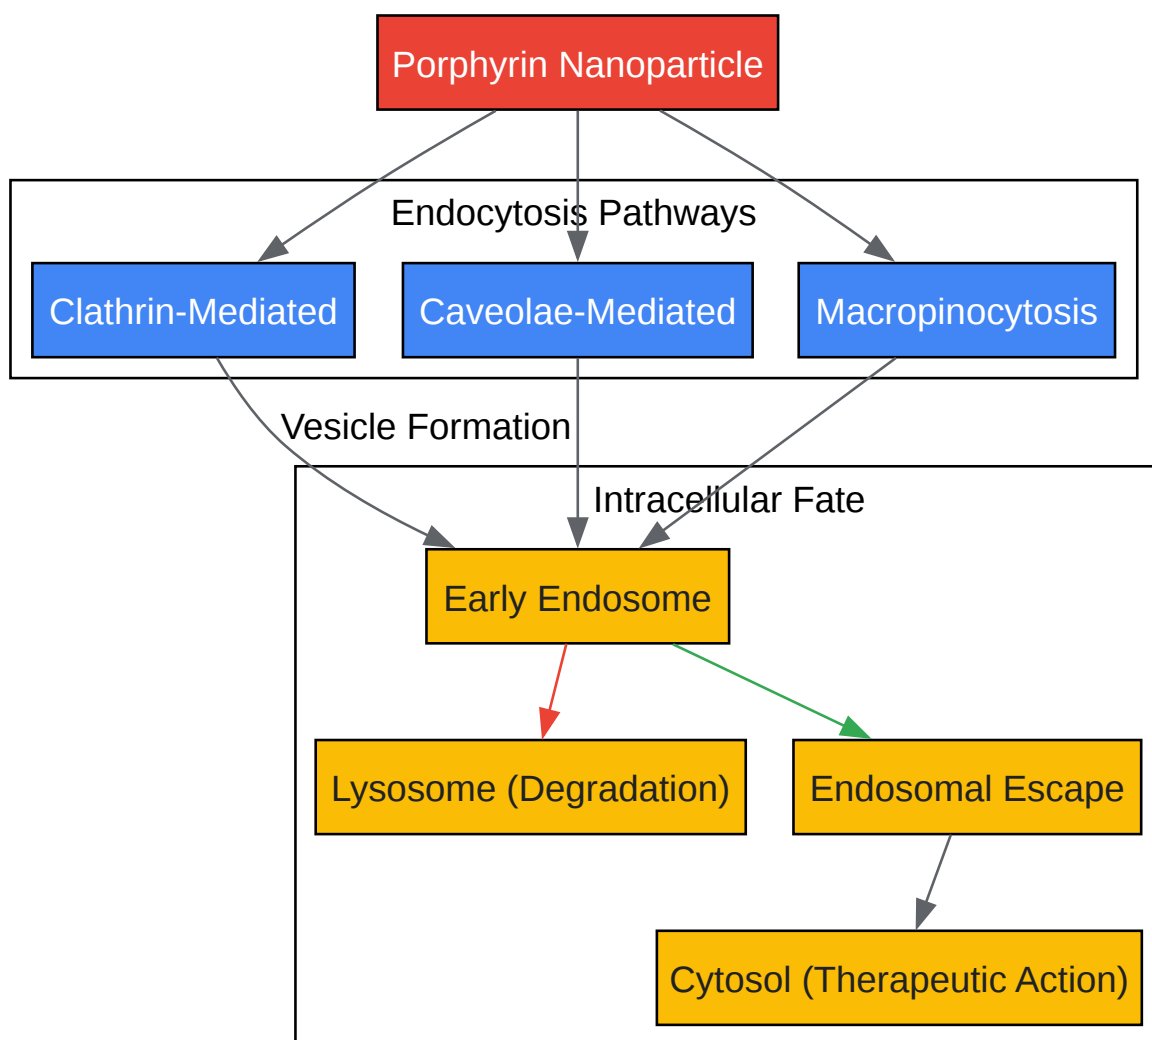 Porphyrin Nanoparticle
Endocytosis Pathways
Clathrin-Mediated
Caveolae-Mediated
Macropinocytosis
Vesicle Formation
Intracellular Fate
Early Endosome
Lysosome (Degradation)
Endosomal Escape
Cytosol (Therapeutic Action)